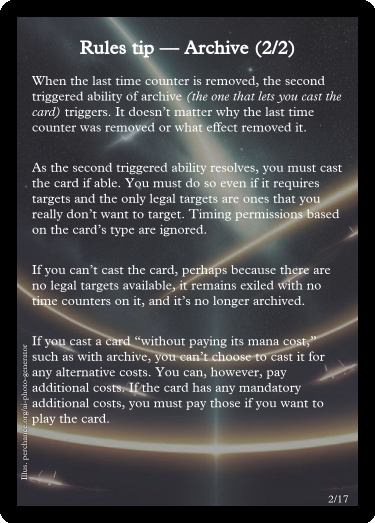 Rules tip — Archive (2/2)
When the last time counter is removed, the second
triggered ability of archive (the one that lets you cast the
card) triggers. It doesn’t matter why the last time
counter was removed or what effect removed it.
As the second triggered ability resolves, you must cast
the card if able. You must do so even if it requires
targets and the only legal targets are ones that you
really don’t want to target. Timing permissions based
on the card’s type are ignored.
If you can’t cast the card, perhaps because there are
no legal targets available, it remains exiled with no
time counters on it, and it’s no longer archived.
If you cast a card “without paying its mana cost,”
such as with archive, you can’t choose to cast it for
any alternative costs. You can, however, pay
additional costs. If the card has any mandatory
additional costs, you must pay those if you want to
play the card.
Illus. perchance.org/ai-photo-generator
2/17